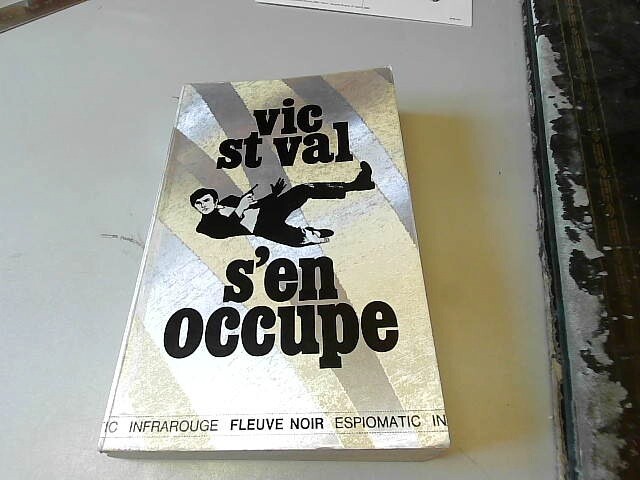 vic
st val
s'en
occupe
IC INFRAROUGE FLEUVE NOIR ESPIOMATIC IN